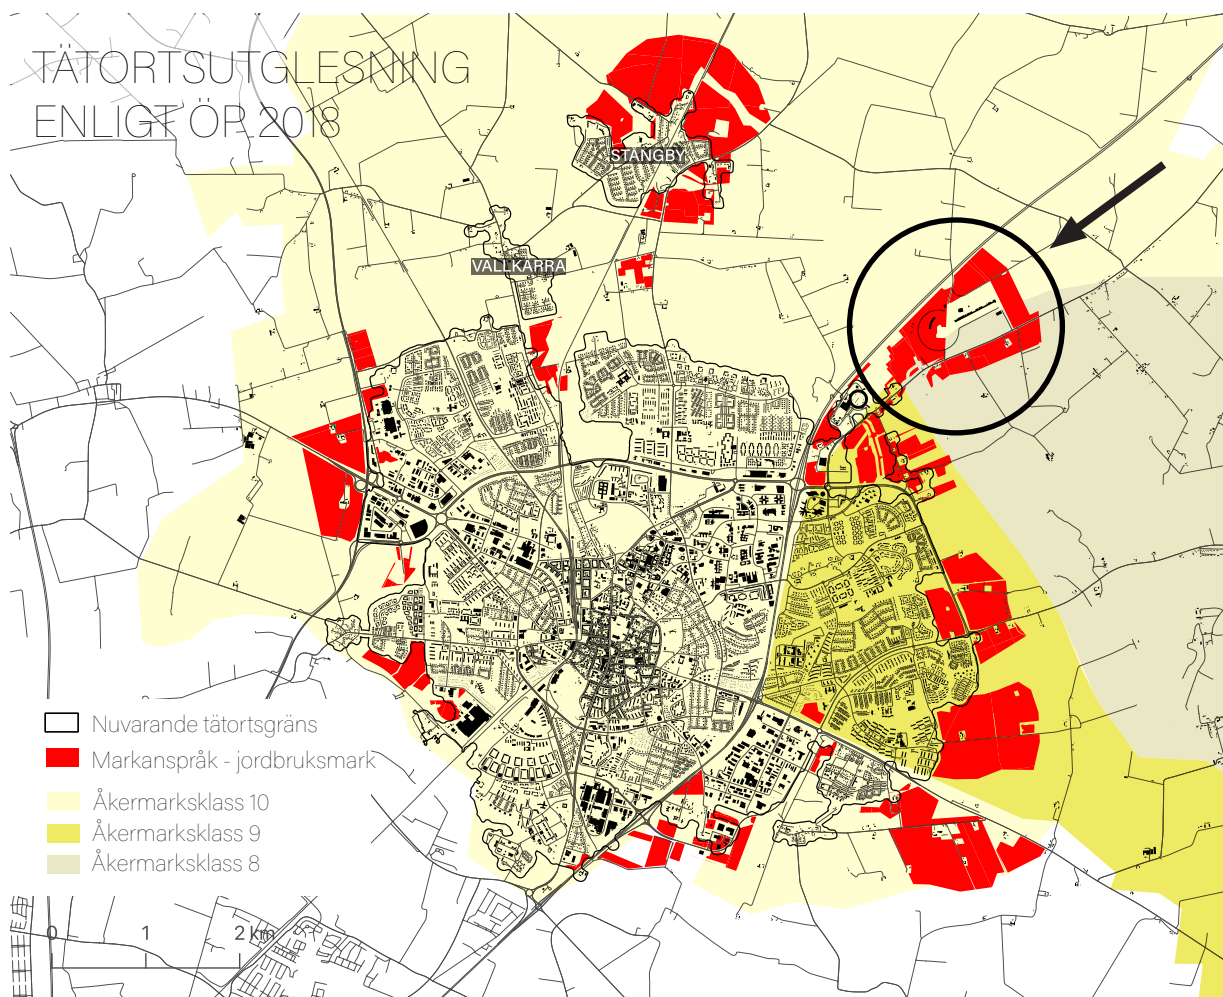 TÄTORTSUTGLESNING
ENLIGT ÖP 2018
STÅNGBY
VALLKÄRRA
Nuvarande tätortsgräns
Markanspråk - jordbruksmark
Åkermarksklass 10
Åkermarksklass 9
Åkermarksklass 8
0 1 2 km